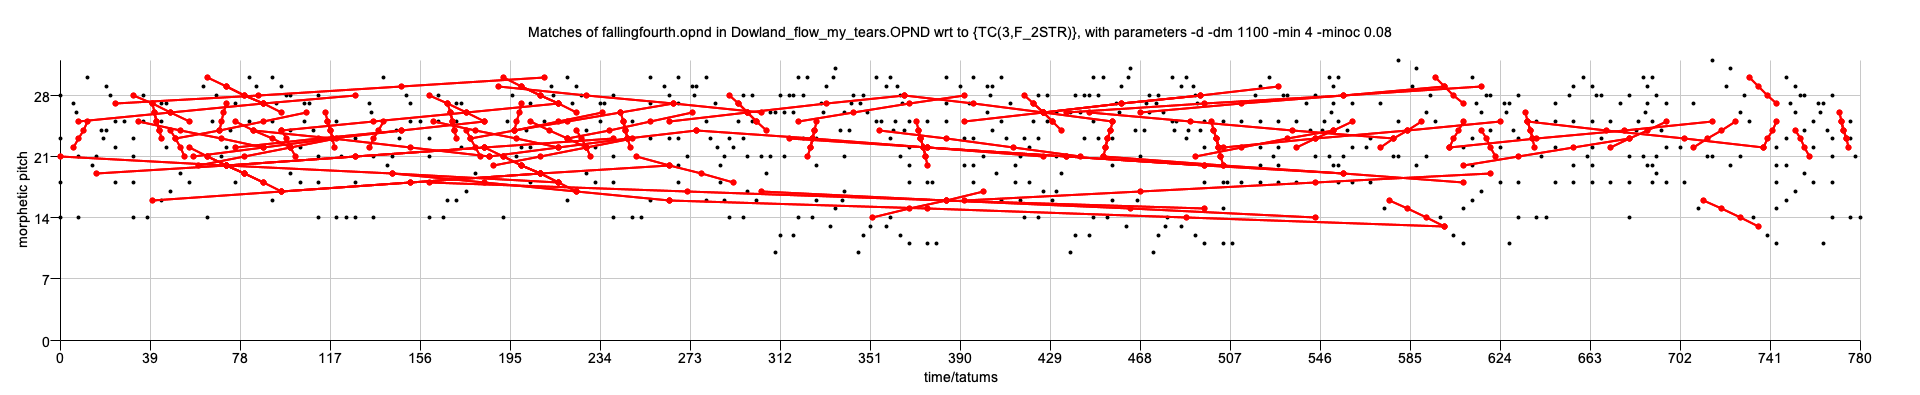 Matches of fallingfourth.opnd in Dowland_flow_my_tears.OPND wrt to {TC(3,F_2STR)}, with parameters -d -dm 1100 -min 4 -minoc 0.08
morphetic pitch
28
21
14
7
0
0 39 78 117 156 195 234 273 312 351 390 429 468 507 546 585 624 663 702 741 780
time/tatums